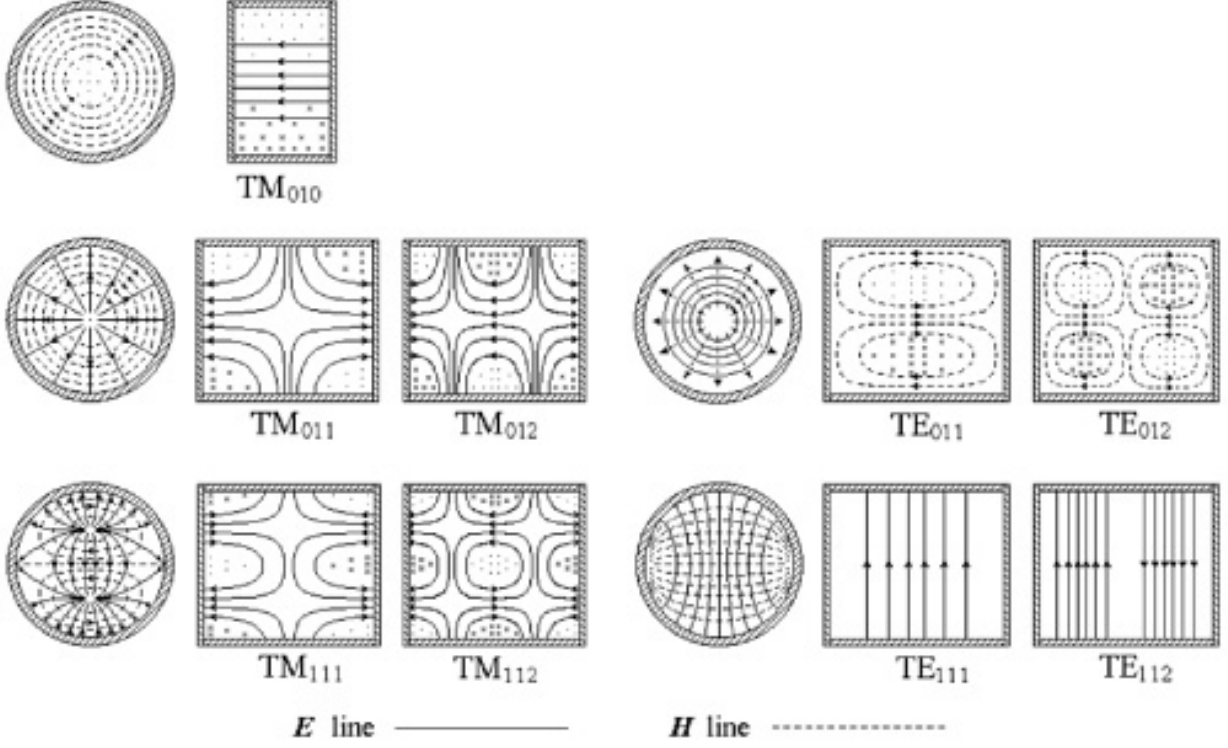 TM₀₁₀
TM₀₁₁ TM₀₁₂ TE₀₁₁ TE₀₁₂
TM₁₁₁ TM₁₁₂ TE₁₁₁ TE₁₁₂
E line H line